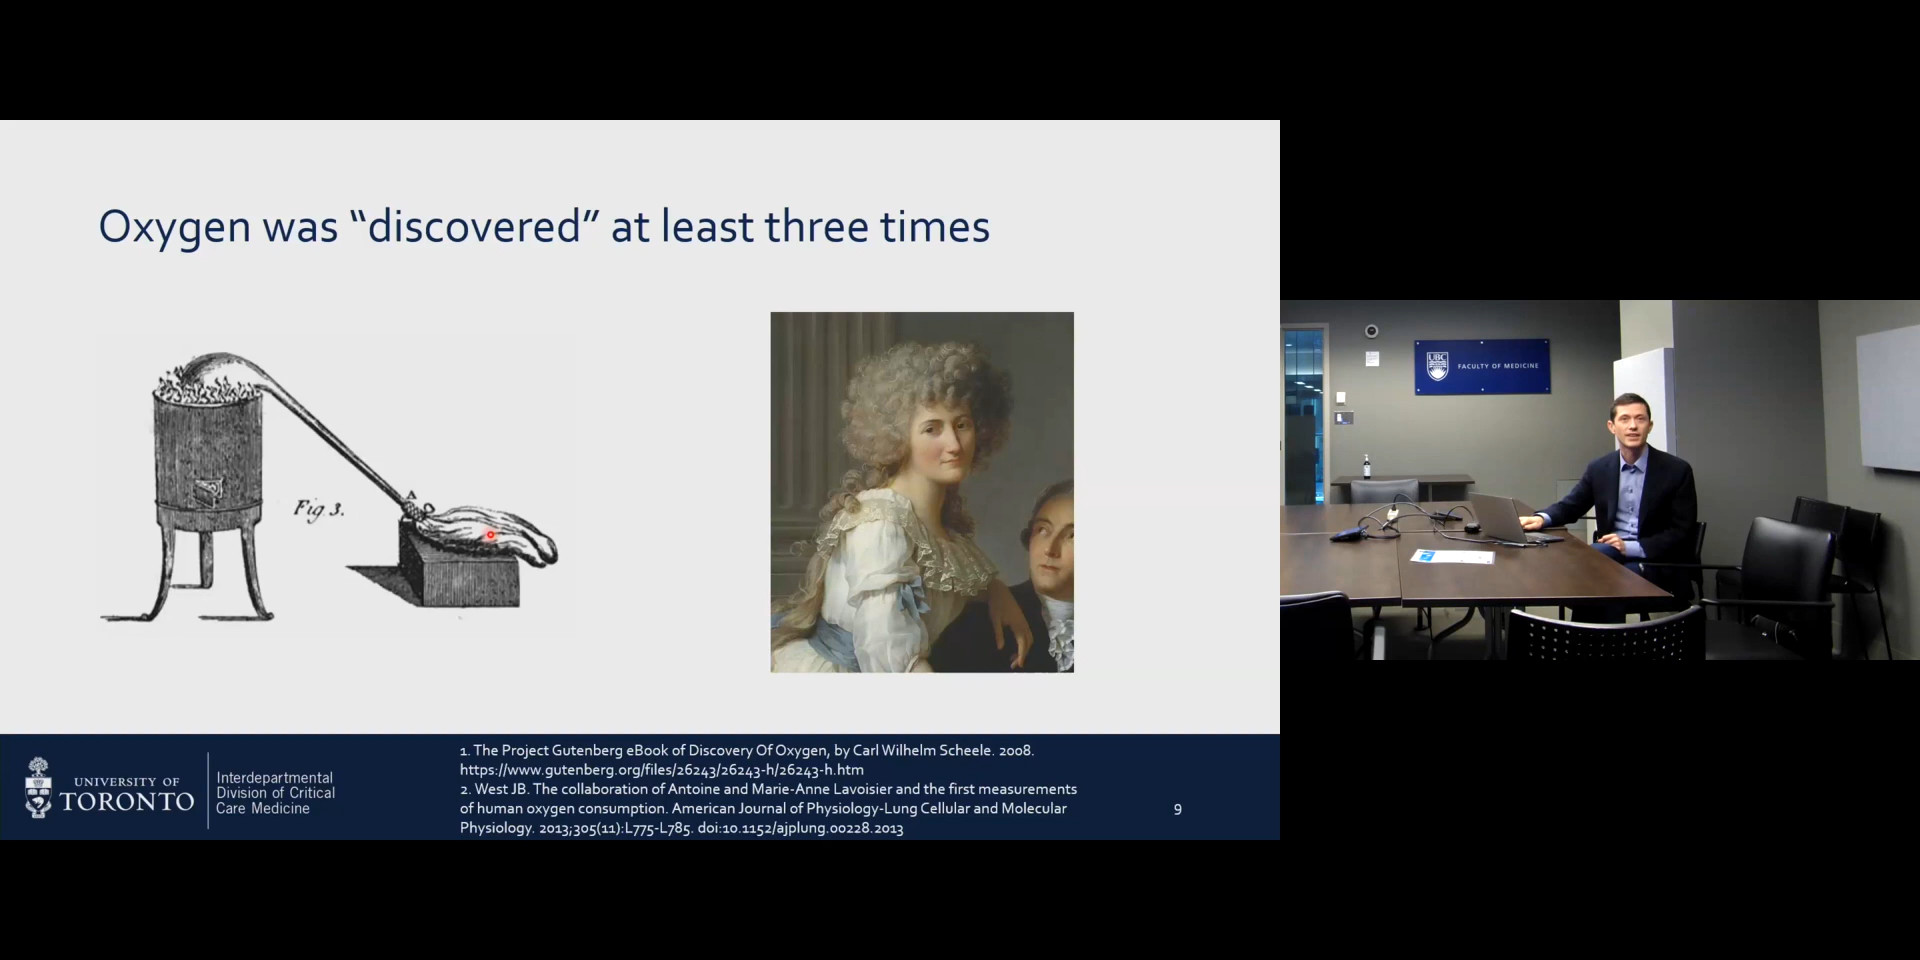 Oxygen was “discovered” at least three times
Fig 3.
A
UNIVERSITY OF
TORONTO
Interdepartmental
Division of Critical
Care Medicine
1. The Project Gutenberg eBook of Discovery Of Oxygen, by Carl Wilhelm Scheele. 2008.
https://www.gutenberg.org/files/26243/26243-h/26243-h.htm
2. West JB. The collaboration of Antoine and Marie-Anne Lavoisier and the first measurements
of human oxygen consumption. American Journal of Physiology-Lung Cellular and Molecular
Physiology. 2013;305(11):L775-L785. doi:10.1152/ajplung.00228.2013
9
UBC
FACULTY OF MEDICINE